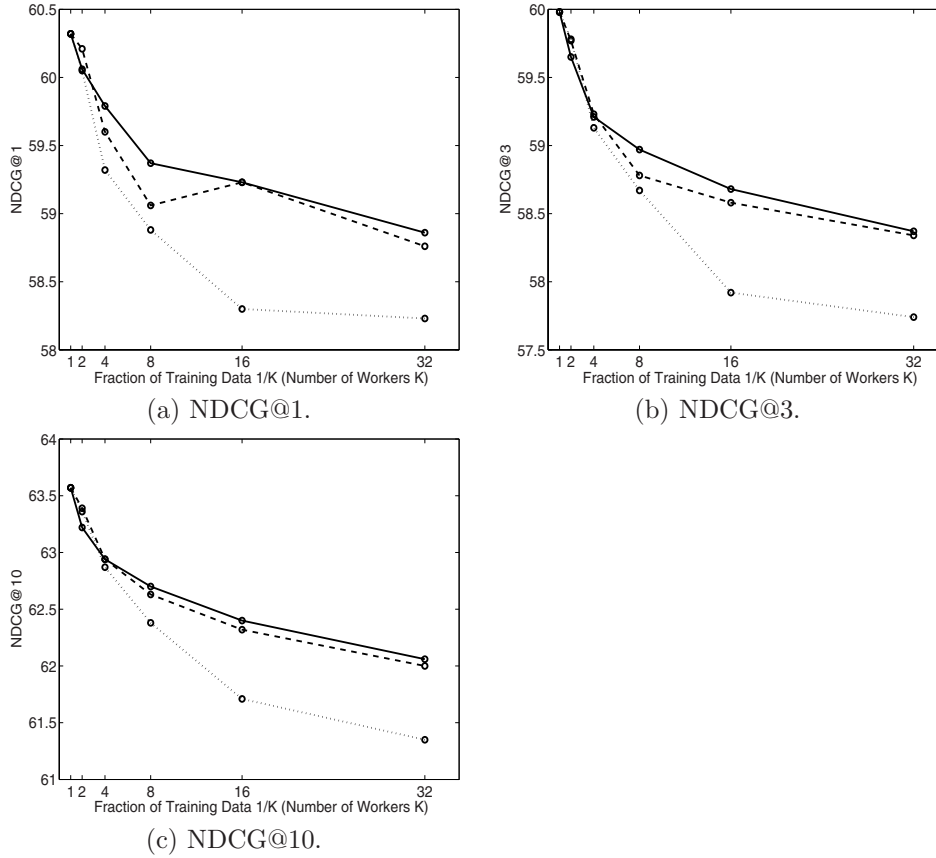 60.5
60
59.5
59
58.5
58
NDCG@1
1 2 4 8 16 32
Fraction of Training Data 1/K (Number of Workers K)
(a) NDCG@1.
60
59.5
59
58.5
58
57.5
NDCG@3
1 2 4 8 16 32
Fraction of Training Data 1/K (Number of Workers K)
(b) NDCG@3.
64
63.5
63
62.5
62
61.5
61
NDCG@10
1 2 4 8 16 32
Fraction of Training Data 1/K (Number of Workers K)
(c) NDCG@10.